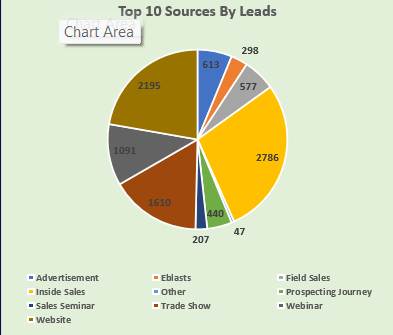 Top 10 Sources By Leads
Chart Area
613
298
577
2786
47
440
207
1610
1091
2195
Advertisement Eblasts Field Sales
Inside Sales Other Prospecting Journey
Sales Seminar Trade Show Webinar
Website